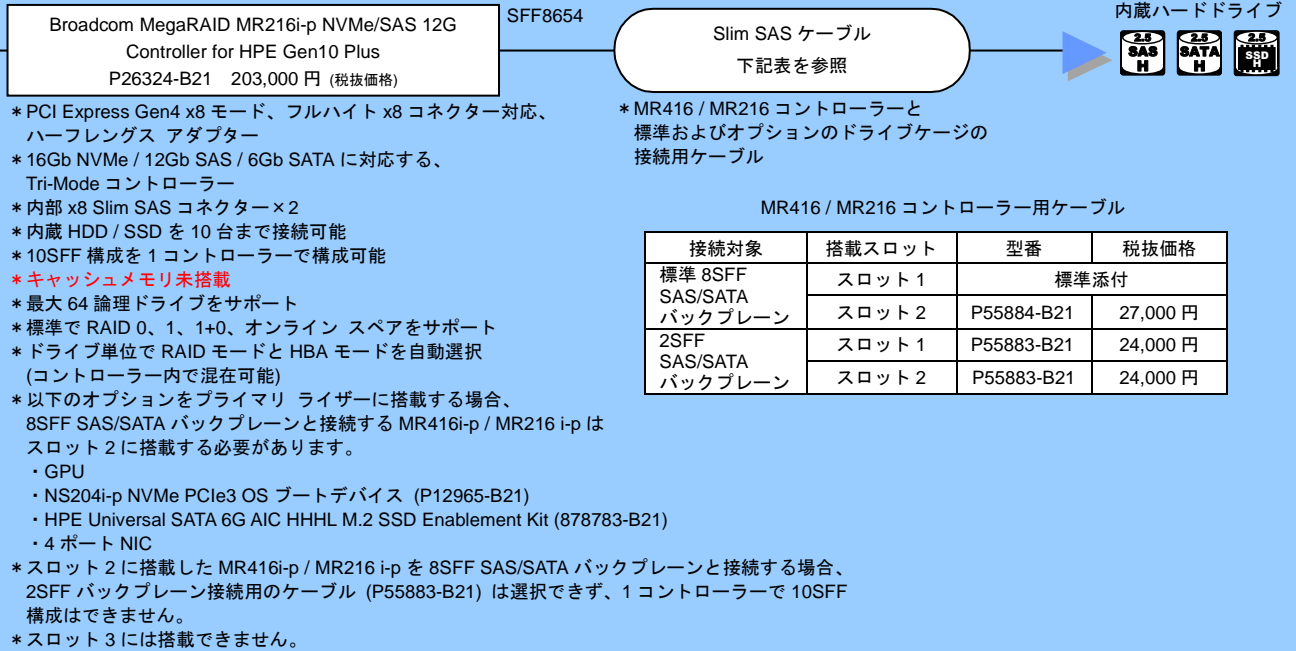 Broadcom MegaRAID MR216i-p NVMe/SAS 12G
Controller for HPE Gen10 Plus
P26324-B21 203,000 円 (税抜価格)
SFF8654
Slim SAS ケーブル
下記表を参照
内蔵ハードドライブ
2.5 SAS H
2.5 SATA H
2.5 SSD H
＊PCI Express Gen4 x8 モード、フルハイト x8 コネクター対応、
ハーフレングス アダプター
＊16Gb NVMe / 12Gb SAS / 6Gb SATA に対応する、
Tri-Mode コントローラー
＊内部 x8 Slim SAS コネクター×2
＊内蔵 HDD / SSD を 10 台まで接続可能
＊10SFF 構成を 1 コントローラーで構成可能
＊キャッシュメモリ未搭載
＊最大 64 論理ドライブをサポート
＊標準で RAID 0、1、1+0、オンライン スペアをサポート
＊ドライブ単位で RAID モードと HBA モードを自動選択
(コントローラー内で混在可能)
＊以下のオプションをプライマリ ライザーに搭載する場合、
8SFF SAS/SATA バックプレーンと接続する MR416i-p / MR216 i-p は
スロット 2 に搭載する必要があります。
・GPU
・NS204i-p NVMe PCIe3 OS ブートデバイス (P12965-B21)
・HPE Universal SATA 6G AIC HHHL M.2 SSD Enablement Kit (878783-B21)
・4 ポート NIC
＊スロット 2 に搭載した MR416i-p / MR216 i-p を 8SFF SAS/SATA バックプレーンと接続する場合、
2SFF バックプレーン接続用のケーブル (P55883-B21) は選択できず、1 コントローラーで 10SFF
構成はできません。
＊スロット 3 には搭載できません。
＊MR416 / MR216 コントローラーと
標準およびオプションのドライブケージの
接続用ケーブル
MR416 / MR216 コントローラー用ケーブル
接続対象 搭載スロット 型番 税抜価格
標準 8SFF
SAS/SATA
バックプレーン
スロット 1 標準添付
スロット 2 P55884-B21 27,000 円
2SFF
SAS/SATA
バックプレーン
スロット 1 P55883-B21 24,000 円
スロット 2 P55883-B21 24,000 円